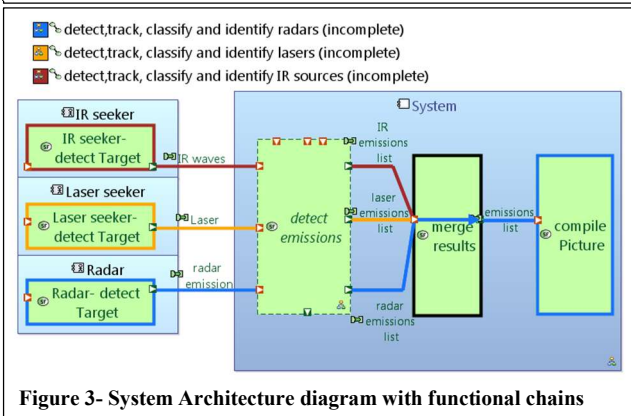 detect,track, classify and identify radars (incomplete)
detect,track, classify and identify lasers (incomplete)
detect,track, classify and identify IR sources (incomplete)
IR seeker
IR seeker-
detect Target
IR waves
Laser seeker
Laser seeker-
detect Target
Laser
Radar
Radar- detect
Target
radar
emission
System
detect
emissions
IR
emissions
list
laser
emissions
list
radar
emissions
list
merge
results
emissions
list
compile
Picture
Figure 3- System Architecture diagram with functional chains